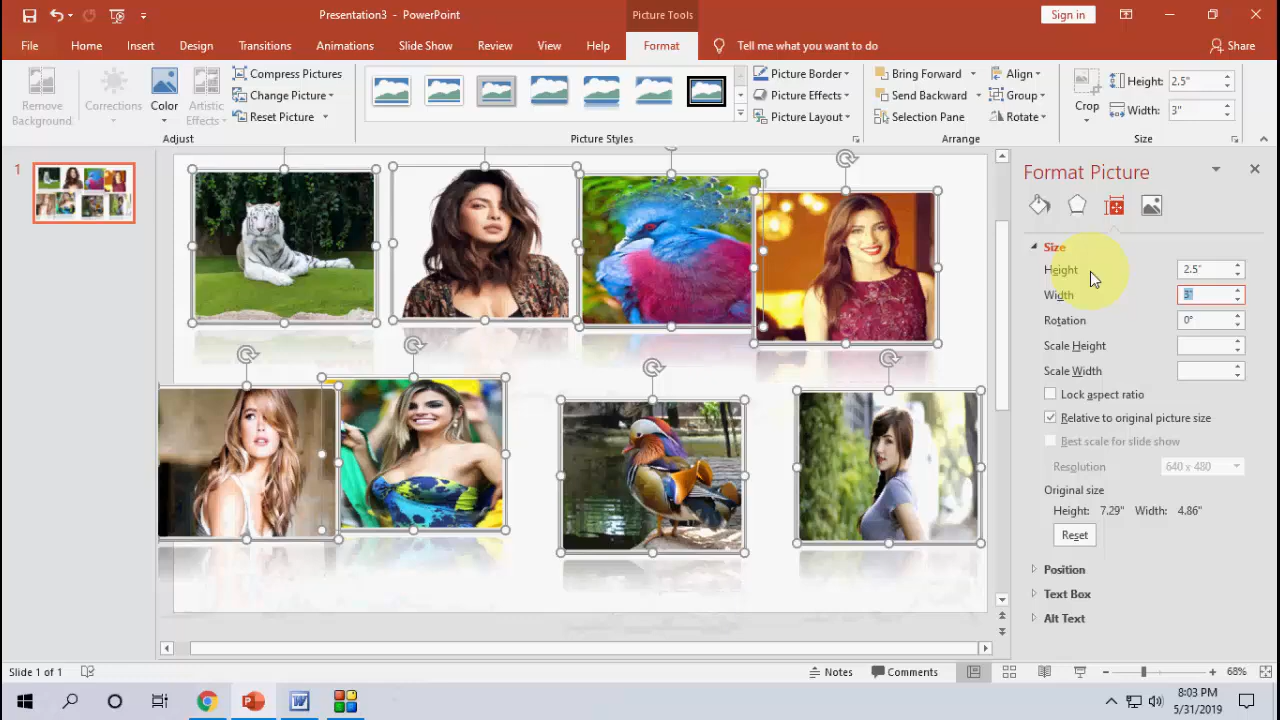 Presentation3 - PowerPoint
Picture Tools
Sign in
File
Home
Insert
Design
Transitions
Animations
Slide Show
Review
View
Help
Format
Tell me what you want to do
Share
Remove Background
Corrections
Color
Artistic Effects
Compress Pictures
Change Picture
Reset Picture
Adjust
Picture Styles
Picture Border
Picture Effects
Picture Layout
Bring Forward
Send Backward
Selection Pane
Align
Group
Rotate
Arrange
Crop
Height: 2.5"
Width: 3"
Size
1
Format Picture
Size
Height 2.5"
Width 3"
Rotation 0°
Scale Height
Scale Width
Lock aspect ratio
Relative to original picture size
Best scale for slide show
Resolution 640 x 480
Original size
Height: 7.29" Width: 4.86"
Reset
Position
Text Box
Alt Text
Slide 1 of 1
Notes
Comments
68%
8:03 PM
5/31/2019